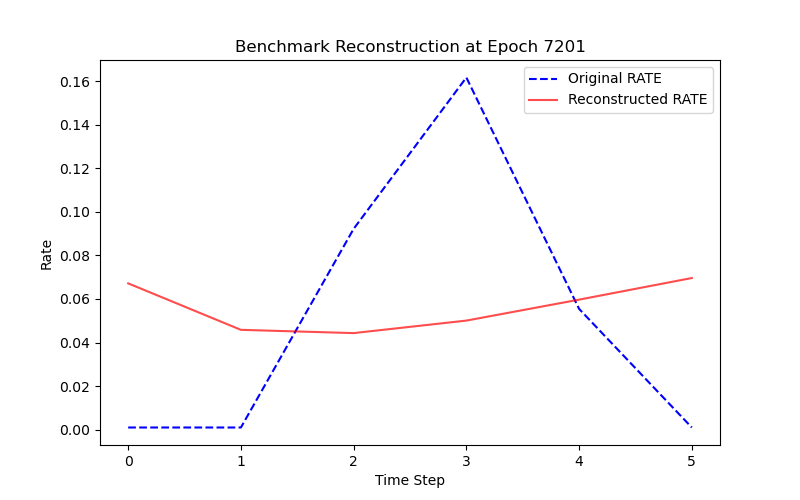 Benchmark Reconstruction at Epoch 7201
Original RATE
Reconstructed RATE
Rate
0.16
0.14
0.12
0.10
0.08
0.06
0.04
0.02
0.00
0 1 2 3 4 5
Time Step